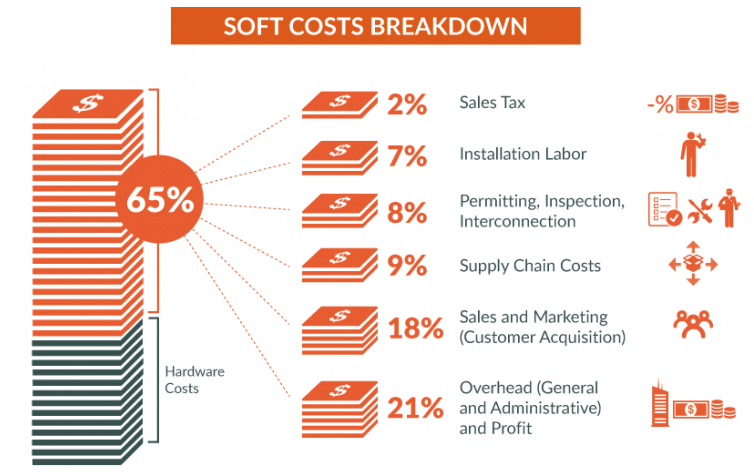 SOFT COSTS BREAKDOWN
$
65%
Hardware
Costs
$
2%
Sales Tax
-%
$
$
7%
Installation Labor
$
8%
Permitting, Inspection,
Interconnection
$
9%
Supply Chain Costs
$
18%
Sales and Marketing
(Customer Acquisition)
$
21%
Overhead (General
and Administrative)
and Profit
$